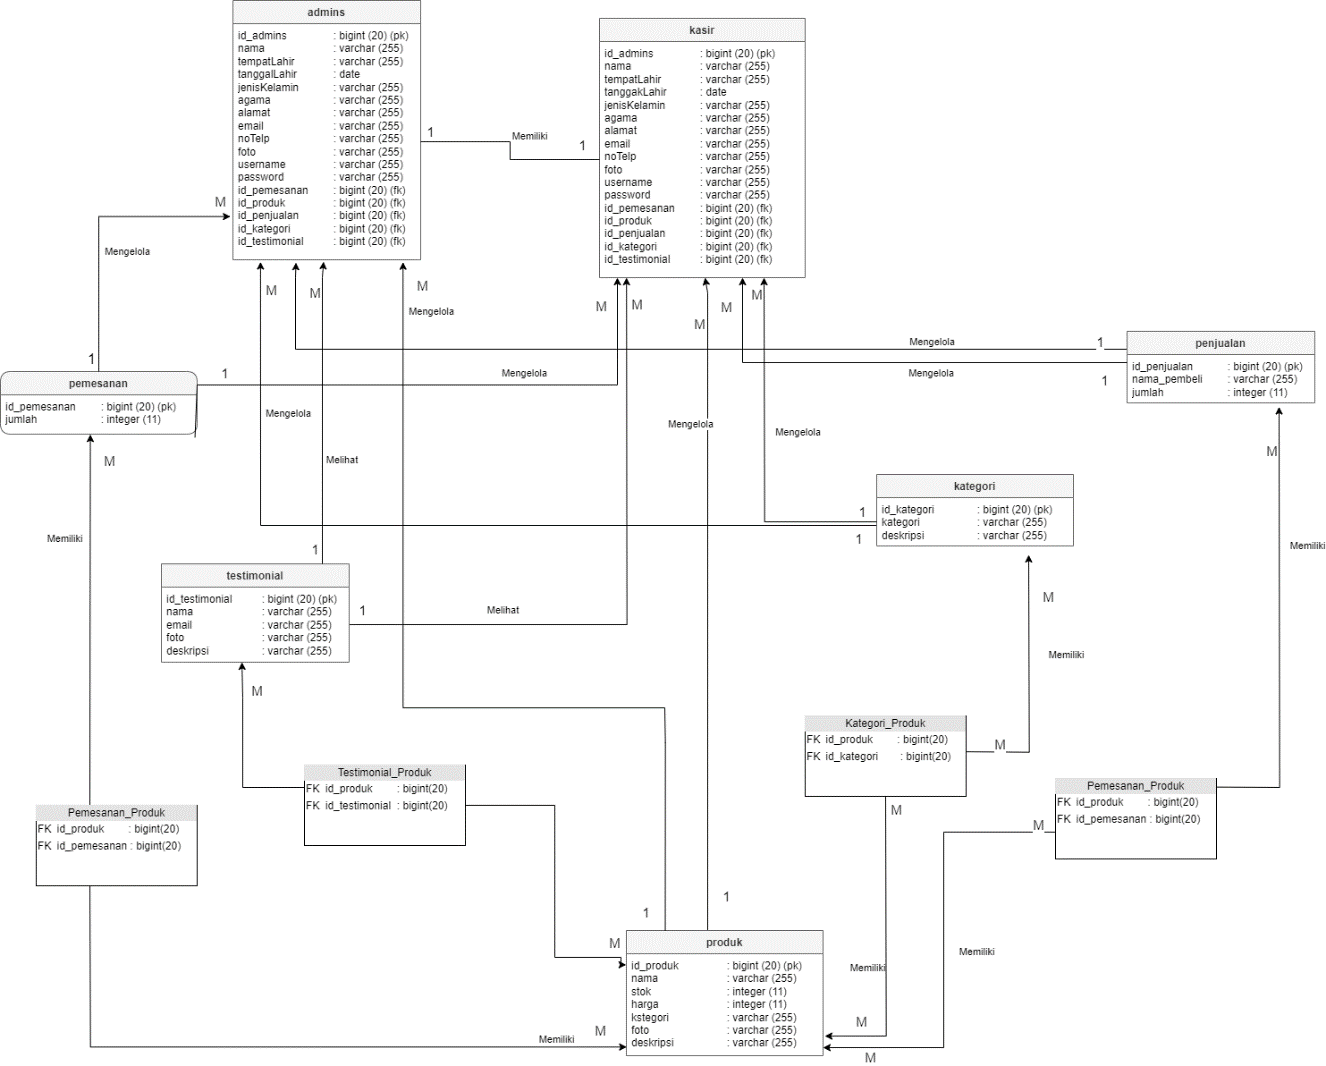 admins
id_admins : bigint (20) (pk)
nama : varchar (255)
tempatLahir : varchar (255)
tanggalLahir : date
jenisKelamin : varchar (255)
agama : varchar (255)
alamat : varchar (255)
email : varchar (255)
noTelp : varchar (255)
foto : varchar (255)
username : varchar (255)
password : varchar (255)
id_pemesanan : bigint (20) (fk)
id_produk : bigint (20) (fk)
id_penjualan : bigint (20) (fk)
id_kategori : bigint (20) (fk)
id_testimonial : bigint (20) (fk)
1
Memiliki
1
kasir
id_admins : bigint (20) (pk)
nama : varchar (255)
tempatLahir : varchar (255)
tanggakLahir : date
jenisKelamin : varchar (255)
agama : varchar (255)
alamat : varchar (255)
email : varchar (255)
noTelp : varchar (255)
foto : varchar (255)
username : varchar (255)
password : varchar (255)
id_pemesanan : bigint (20) (fk)
id_produk : bigint (20) (fk)
id_penjualan : bigint (20) (fk)
id_kategori : bigint (20) (fk)
id_testimonial : bigint (20) (fk)
M
Mengelola
M
M
M
Mengelola
M
M
M
M
M
1
1
Mengelola
Mengelola
1
Mengelola
1
penjualan
id_penjualan : bigint (20) (pk)
nama_pembeli : varchar (255)
jumlah : integer (11)
pemesanan
id_pemesanan : bigint (20) (pk)
jumlah : integer (11)
Mengelola
Mengelola
Mengelola
M
Melihat
M
Memiliki
Memiliki
kategori
id_kategori : bigint (20) (pk)
kategori : varchar (255)
deskripsi : varchar (255)
1
1
1
testimonial
id_testimonial : bigint (20) (pk)
nama : varchar (255)
email : varchar (255)
foto : varchar (255)
deskripsi : varchar (255)
1
Melihat
M
Memiliki
M
Kategori_Produk
FK id_produk : bigint(20)
FK id_kategori : bigint(20)
M
M
Testimonial_Produk
FK id_produk : bigint(20)
FK id_testimonial : bigint(20)
Pemesanan_Produk
FK id_produk : bigint(20)
FK id_pemesanan : bigint(20)
Pemesanan_Produk
FK id_produk : bigint(20)
FK id_pemesanan : bigint(20)
M
1
1
M
Memiliki
Memiliki
produk
id_produk : bigint (20) (pk)
nama : varchar (255)
stok : integer (11)
harga : integer (11)
kstegori : varchar (255)
foto : varchar (255)
deskripsi : varchar (255)
M
Memiliki
M
M